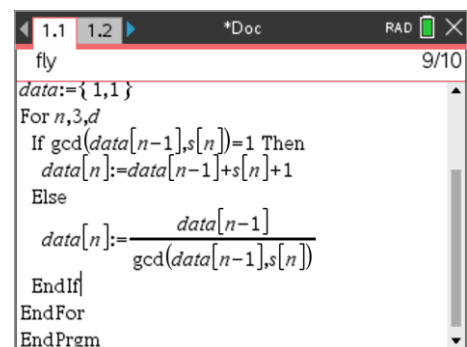 1.1 1.2 *Doc RAD
fly 9/10
data:={1,1}
For n,3,d
If gcd(data[n−1],s[n])=1 Then
data[n]:=data[n−1]+s[n]+1
Else
data[n]:=data[n−1]/gcd(data[n−1],s[n])
EndIf
EndFor
EndPrgm